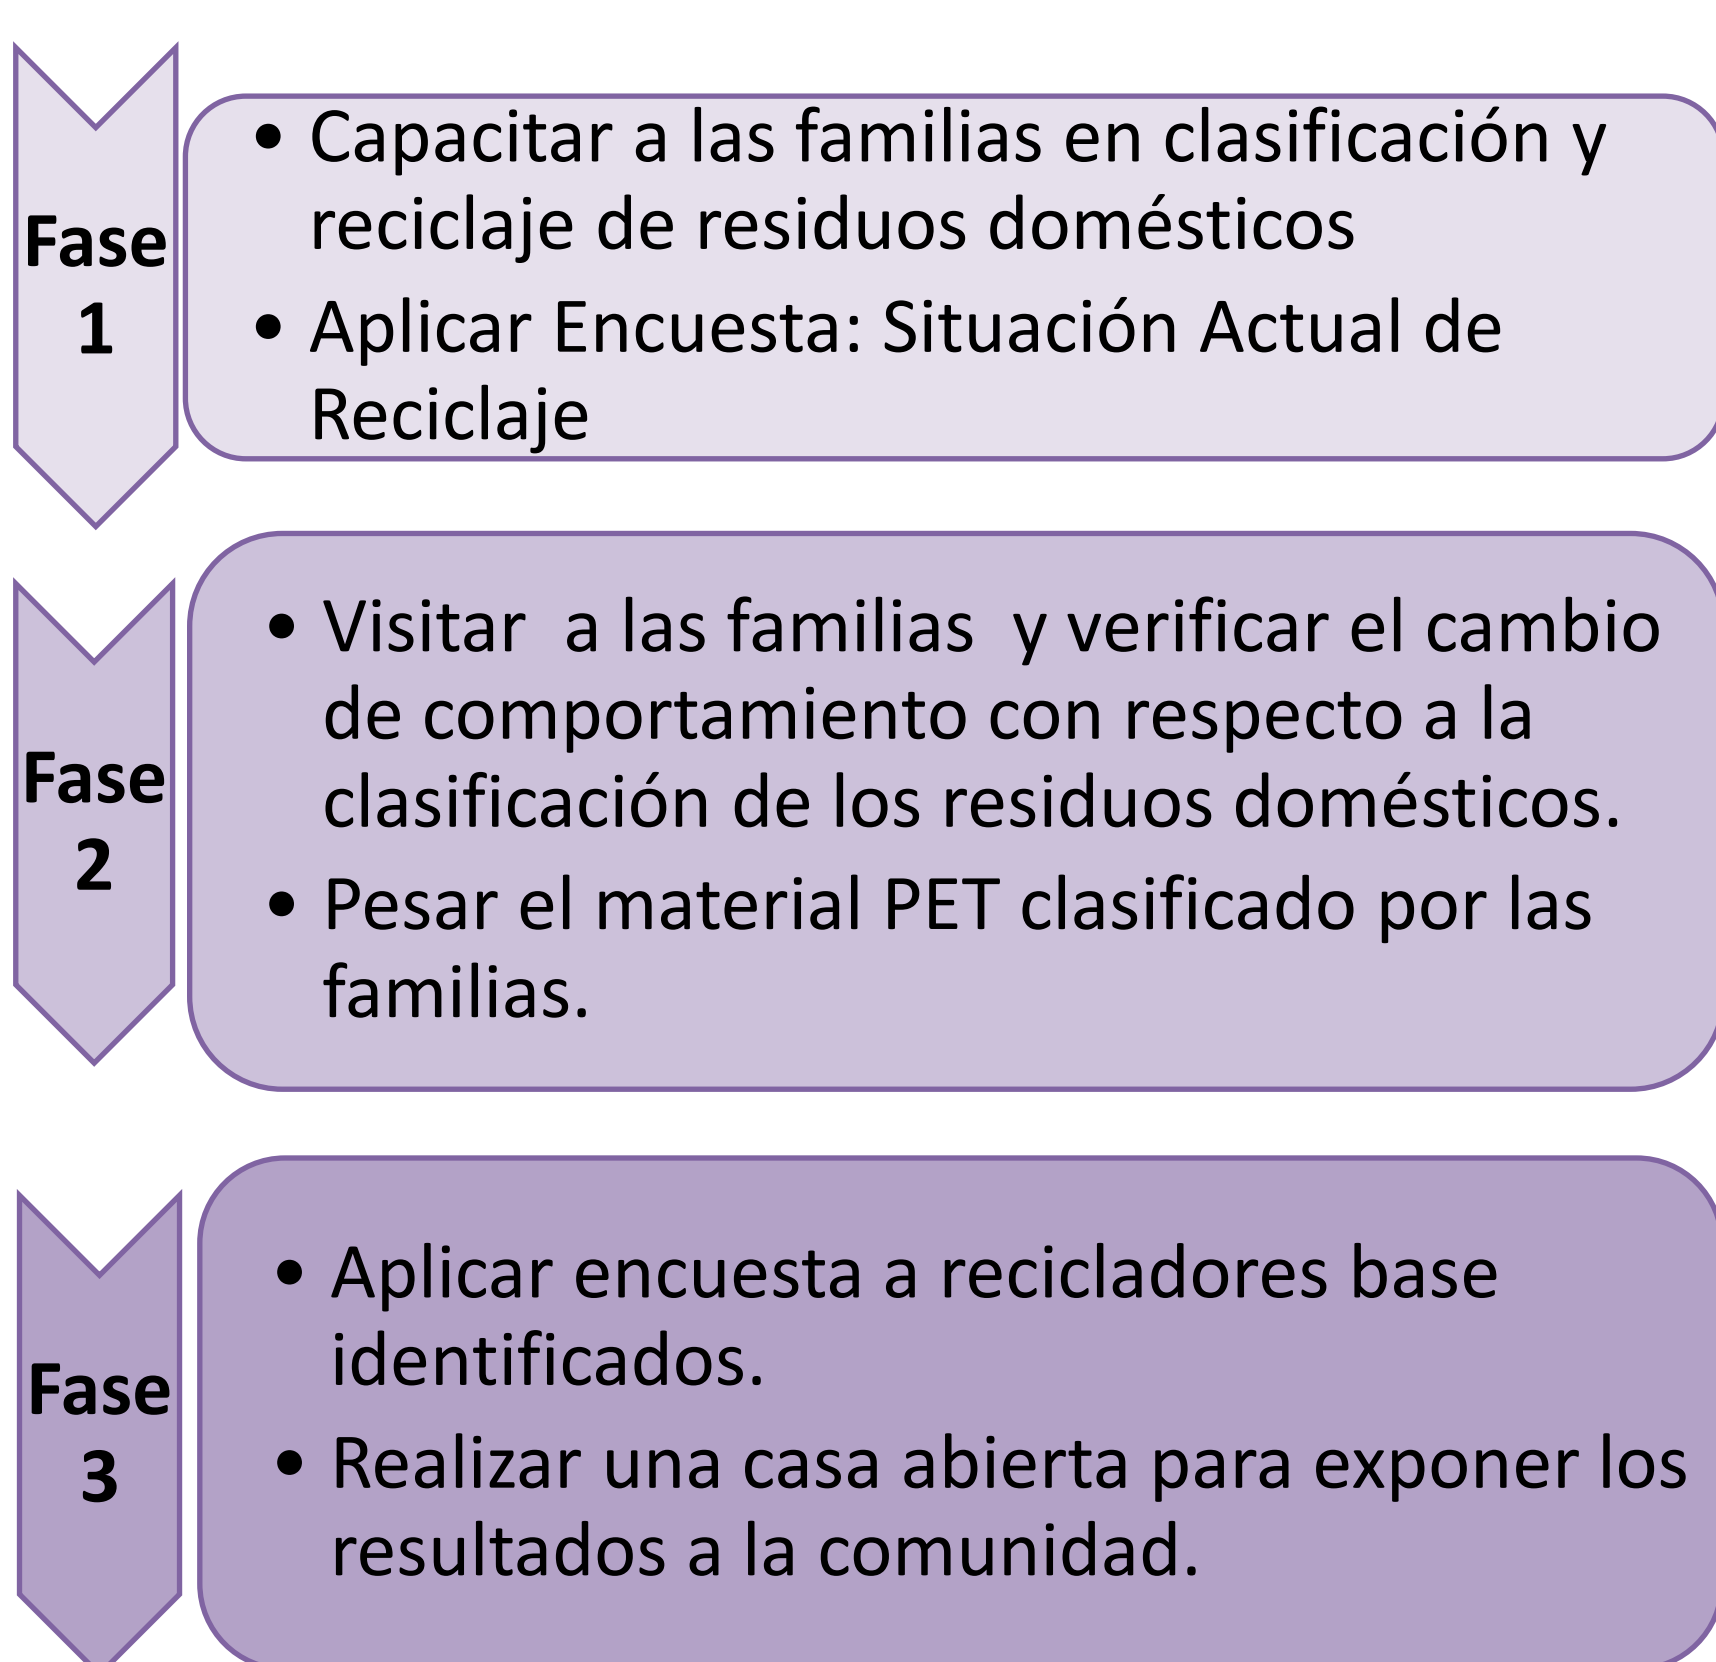 Fase
1
• Capacitar a las familias en clasificación y
reciclaje de residuos domésticos
• Aplicar Encuesta: Situación Actual de
Reciclaje
Fase
2
• Visitar  a las familias  y verificar el cambio
de comportamiento con respecto a la
clasificación de los residuos domésticos.
• Pesar el material PET clasificado por las
familias.
Fase
3
• Aplicar encuesta a recicladores base
identificados.
• Realizar una casa abierta para exponer los
resultados a la comunidad.